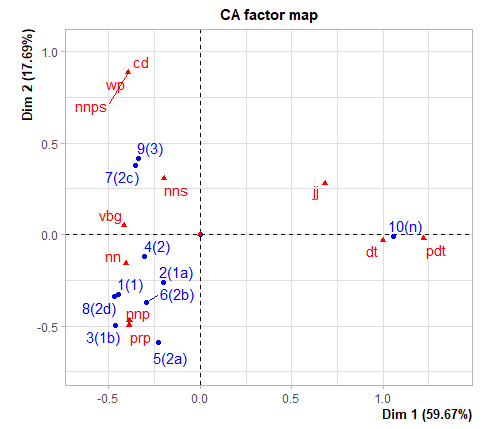 CA factor map
Dim 2 (17.69%)
1.0
0.5
0.0
-0.5
cd
wp
nnps
9(3)
7(2c)
nns
jj
vbg
10(n)
dt
pdt
4(2)
nn
2(1a)
1(1)
6(2b)
8(2d)
nnp
3(1b)
prp
5(2a)
-0.5
0.0
0.5
1.0
Dim 1 (59.67%)